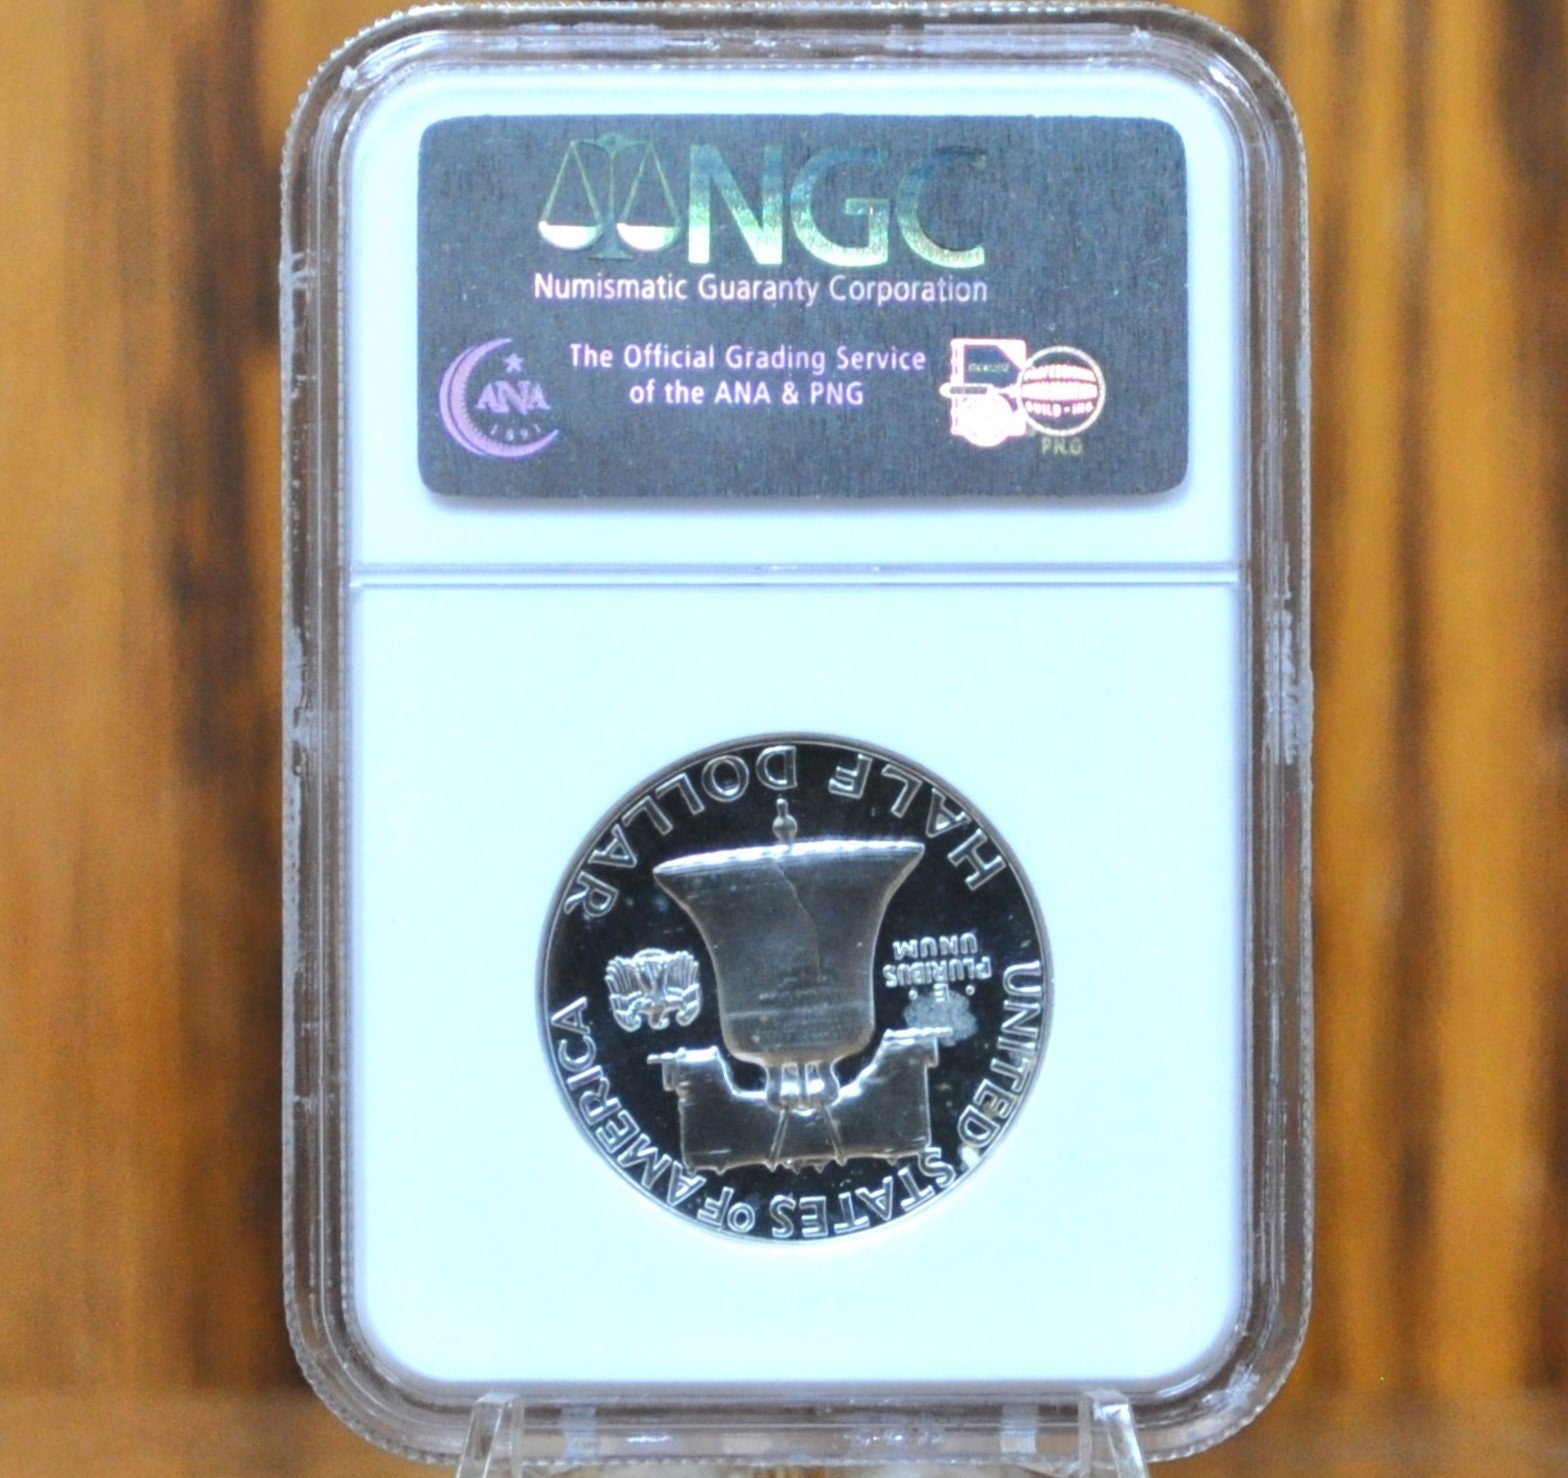 NGC
Numismatic Guaranty Corporation
The Official Grading Service
of the ANA & PNG
ANA
1891
PNG
UNITED STATES OF AMERICA
E
PLURIBUS
UNUM
HALF DOLLAR